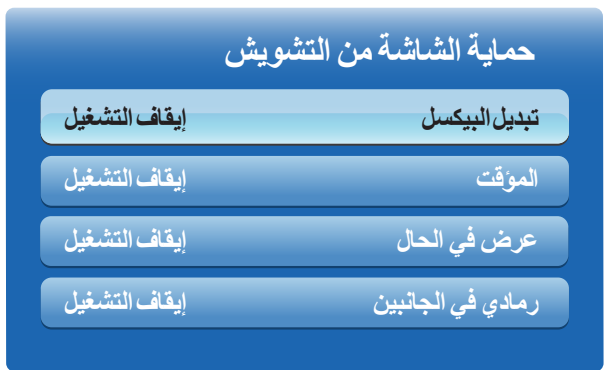 حماية الشاشة من التشويش
تبديل البيكسل إيقاف التشغيل
المؤقت إيقاف التشغيل
عرض في الحال إيقاف التشغيل
رمادي في الجانبين إيقاف التشغيل